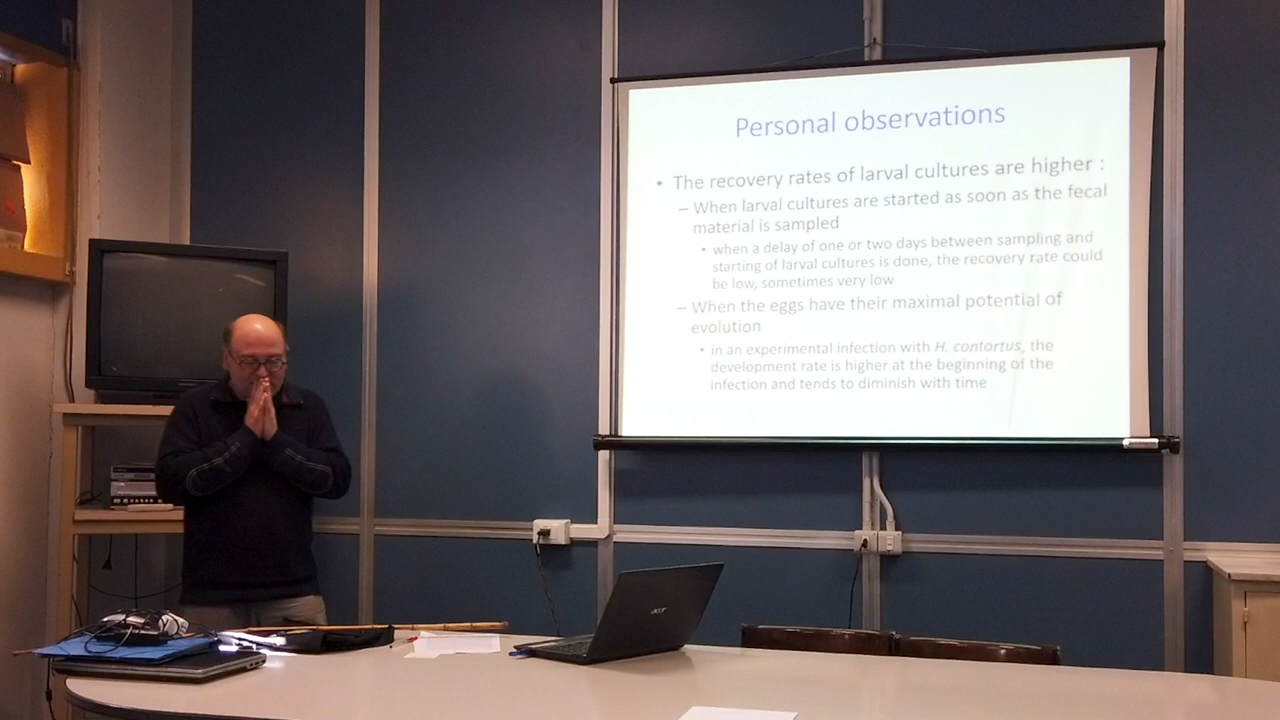 Personal observations
• The recovery rates of larval cultures are higher :
– When larval cultures are started as soon as the fecal
material is sampled
• when a delay of one or two days between sampling and
starting of larval cultures is done, the recovery rate could
be low, sometimes very low
– When the eggs have their maximal potential of
evolution
• in an experimental infection with H. contortus, the
development rate is higher at the beginning of the
infection and tends to diminish with time
acer